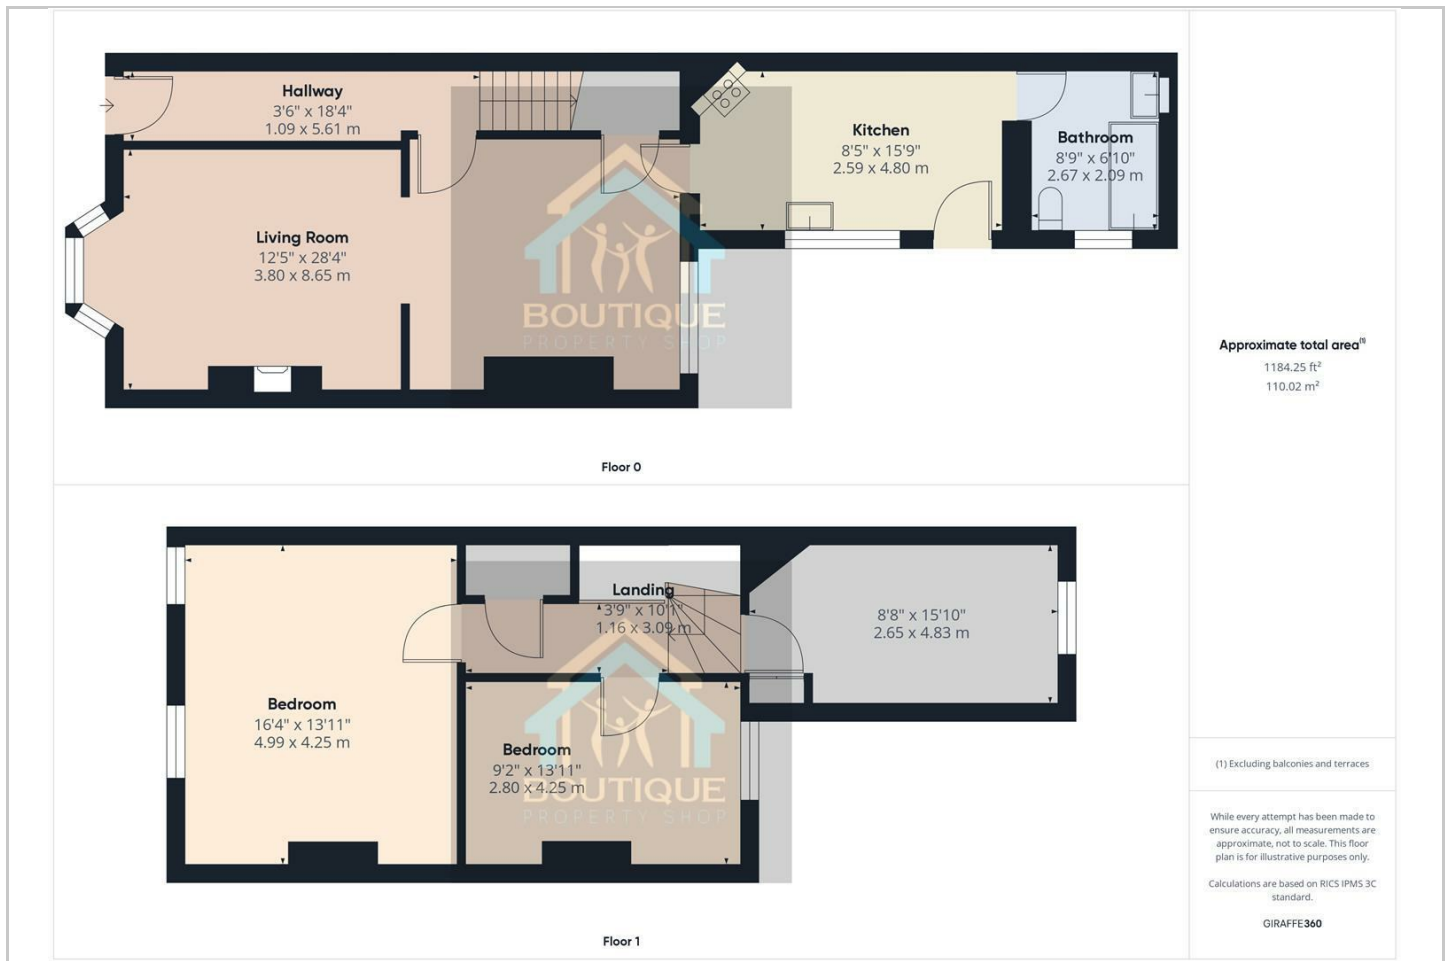 Hallway
3'6" x 18'4"
1.09 x 5.61 m
Living Room
12'5" x 28'4"
3.80 x 8.65 m
Kitchen
8'5" x 15'9"
2.59 x 4.80 m
Bathroom
8'9" x 6'10"
2.67 x 2.09 m
BOUTIQUE
PROPERTY SHOP
Floor 0
Approximate total area(1)
1184.25 ft²
110.02 m²
Landing
3'9" x 10'1"
1.16 x 3.09 m
8'8" x 15'10"
2.65 x 4.83 m
Bedroom
16'4" x 13'11"
4.99 x 4.25 m
Bedroom
9'2" x 13'11"
2.80 x 4.25 m
BOUTIQUE
PROPERTY SHOP
Floor 1
(1) Excluding balconies and terraces
While every attempt has been made to
ensure accuracy, all measurements are
approximate, not to scale. This floor
plan is for illustrative purposes only.
Calculations are based on RICS IPMS 3C
standard.
GIRAFFE360